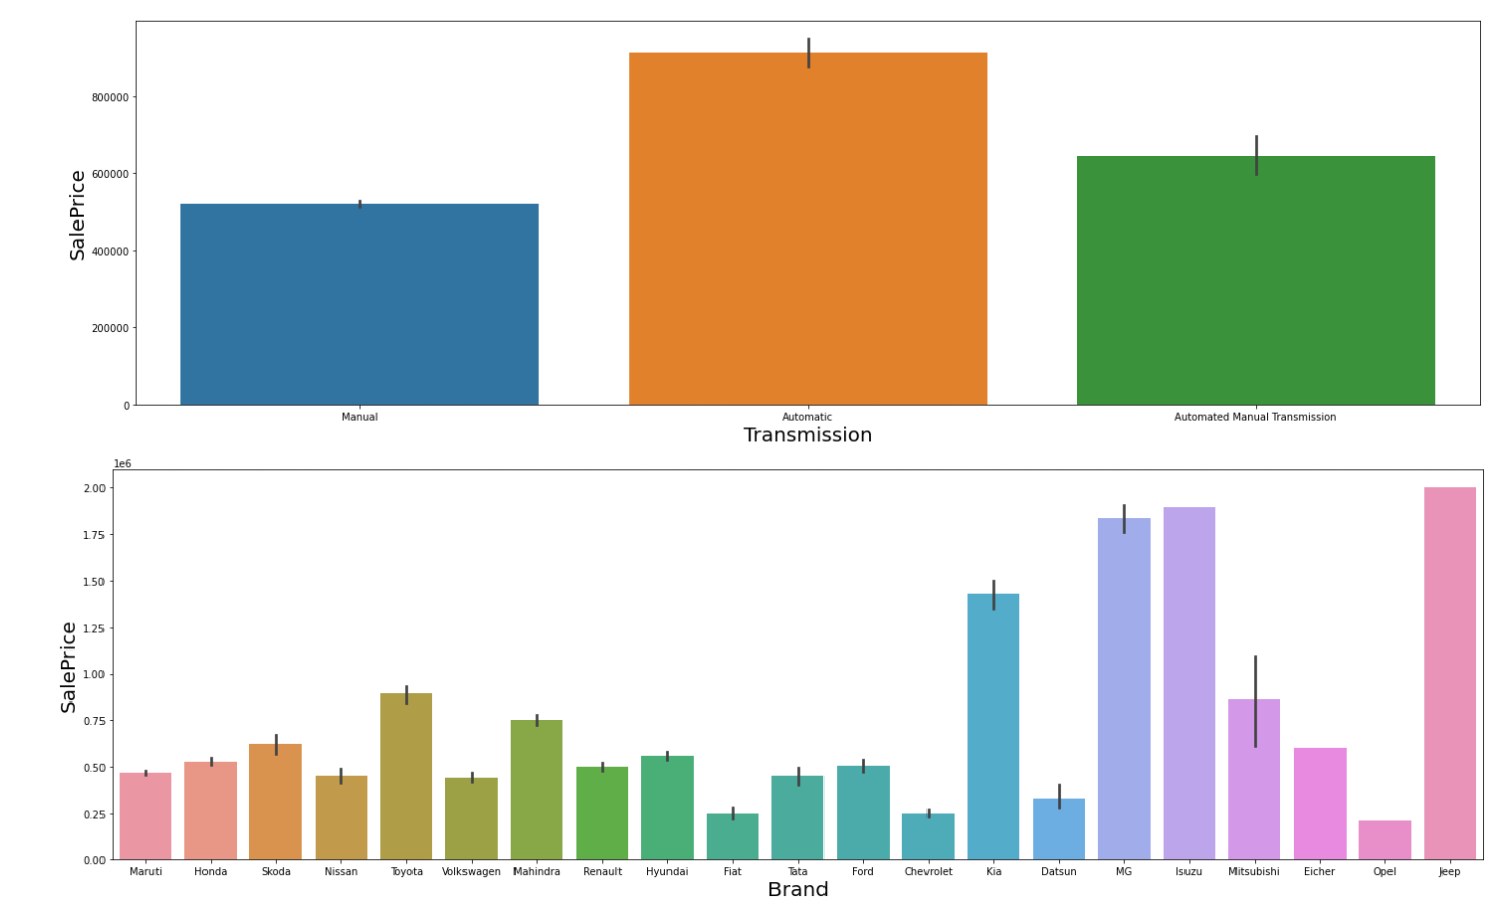 800000
600000
400000
200000
0
SalePrice
Manual Automatic Automated Manual Transmission
Transmission
1e6
2.00
1.75
1.50
1.25
1.00
0.75
0.50
0.25
0.00
SalePrice
Maruti Honda Skoda Nissan Toyota Volkswagen Mahindra Renault Hyundai Fiat Tata Ford Chevrolet Kia Datsun MG Isuzu Mitsubishi Eicher Opel Jeep
Brand